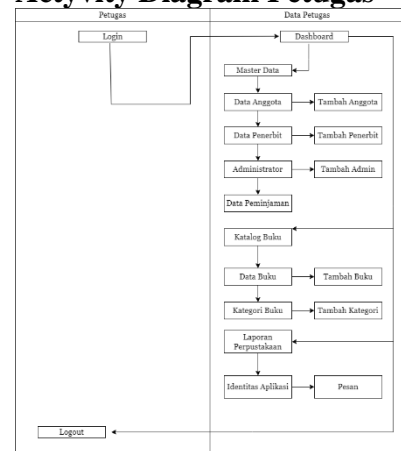 Activity Diagram Petugas
Petugas
Data Petugas
Login
Dashboard
Master Data
Data Anggota
Tambah Anggota
Data Penerbit
Tambah Penerbit
Administrator
Tambah Admin
Data Peminjaman
Katalog Buku
Data Buku
Tambah Buku
Kategori Buku
Tambah Kategori
Laporan
Perpustakaan
Identitas Aplikasi
Pesan
Logout